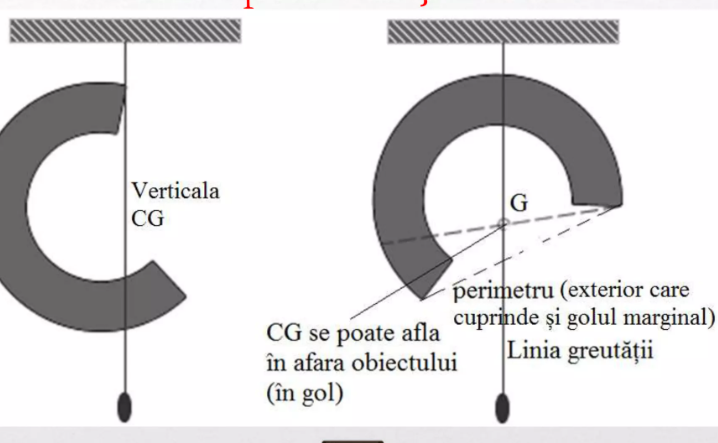 Verticala
CG
G
perimetru (exterior care
cuprinde și golul marginal)
CG se poate afla
în afara obiectului
(în gol)
Linia greutății